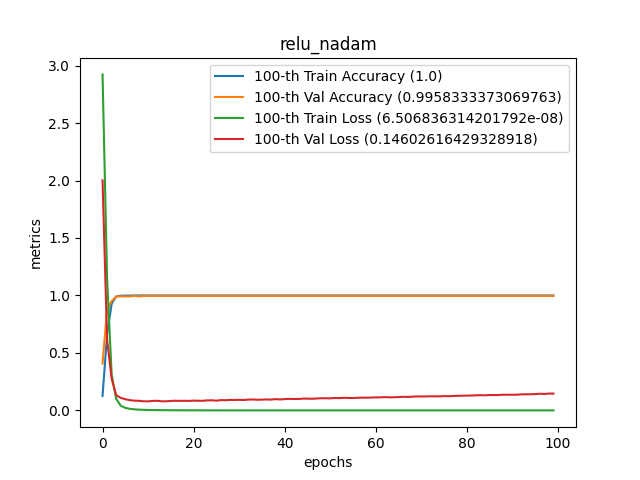 relu_nadam
100-th Train Accuracy (1.0)
100-th Val Accuracy (0.9958333373069763)
100-th Train Loss (6.506836314201792e-08)
100-th Val Loss (0.14602616429328918)
metrics
3.0
2.5
2.0
1.5
1.0
0.5
0.0
0 20 40 60 80 100
epochs